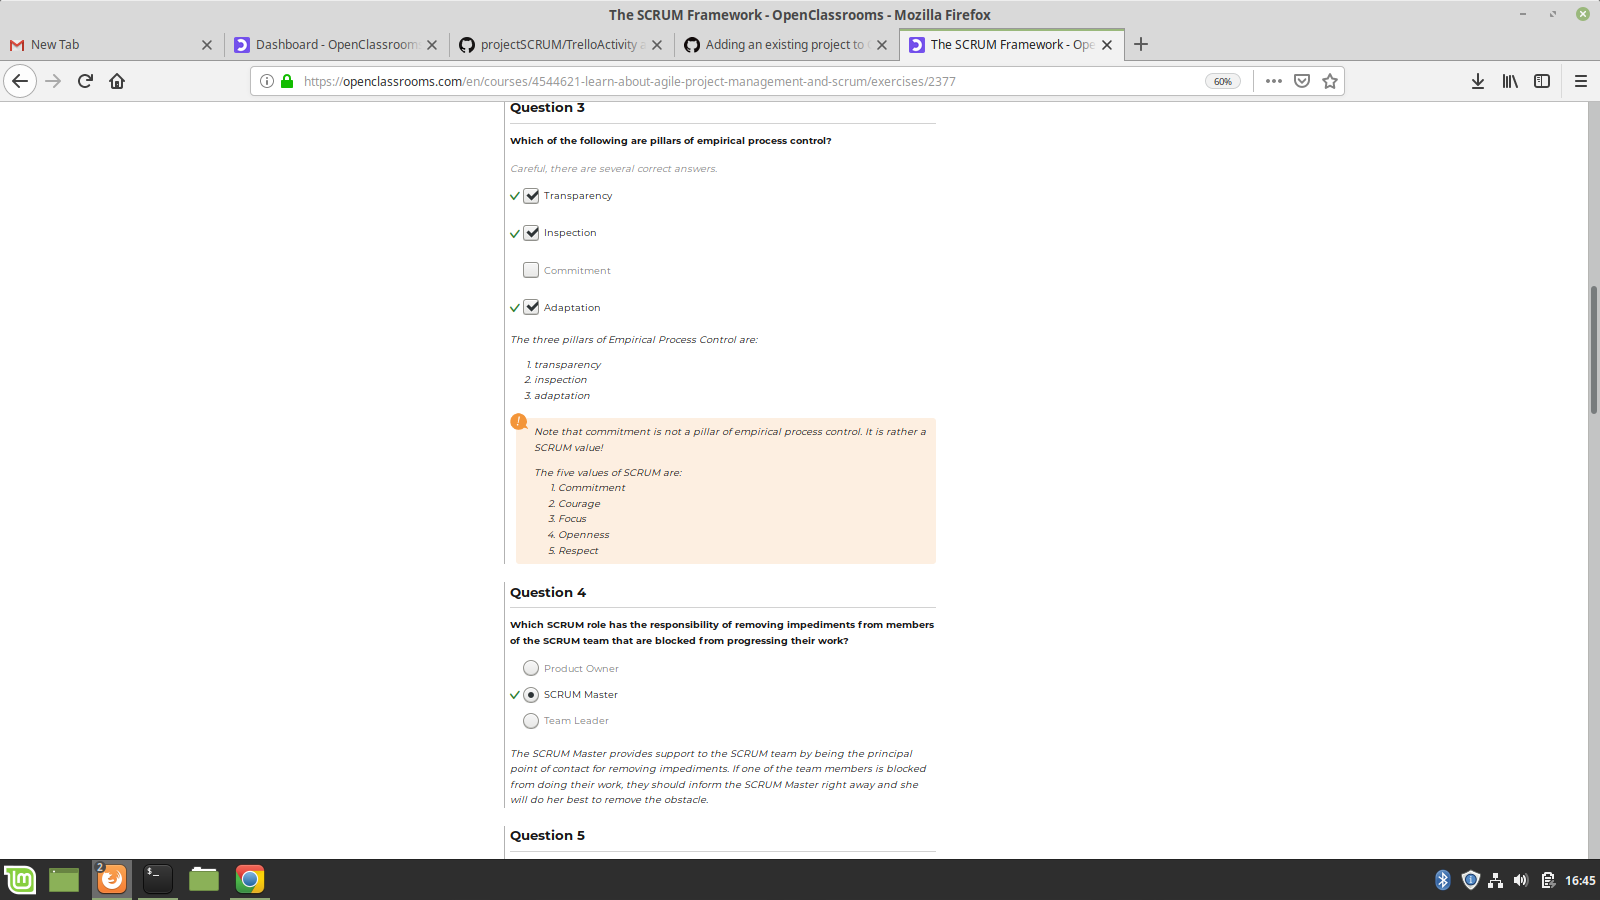 The SCRUM Framework - OpenClassrooms - Mozilla Firefox
New Tab
Dashboard - OpenClassroom
projectSCRUM/TrelloActivity a
Adding an existing project to
The SCRUM Framework - Ope
https://openclassrooms.com/en/courses/4544621-learn-about-agile-project-management-and-scrum/exercises/2377
60%
Question 3
Which of the following are pillars of empirical process control?
Careful, there are several correct answers.
Transparency
Inspection
Commitment
Adaptation
The three pillars of Empirical Process Control are:
1. transparency
2. inspection
3. adaptation
Note that commitment is not a pillar of empirical process control. It is rather a
SCRUM value!
The five values of SCRUM are:
1. Commitment
2. Courage
3. Focus
4. Openness
5. Respect
Question 4
Which SCRUM role has the responsibility of removing impediments from members
of the SCRUM team that are blocked from progressing their work?
Product Owner
SCRUM Master
Team Leader
The SCRUM Master provides support to the SCRUM team by being the principal
point of contact for removing impediments. If one of the team members is blocked
from doing their work, they should inform the SCRUM Master right away and she
will do her best to remove the obstacle.
Question 5
2
16:45